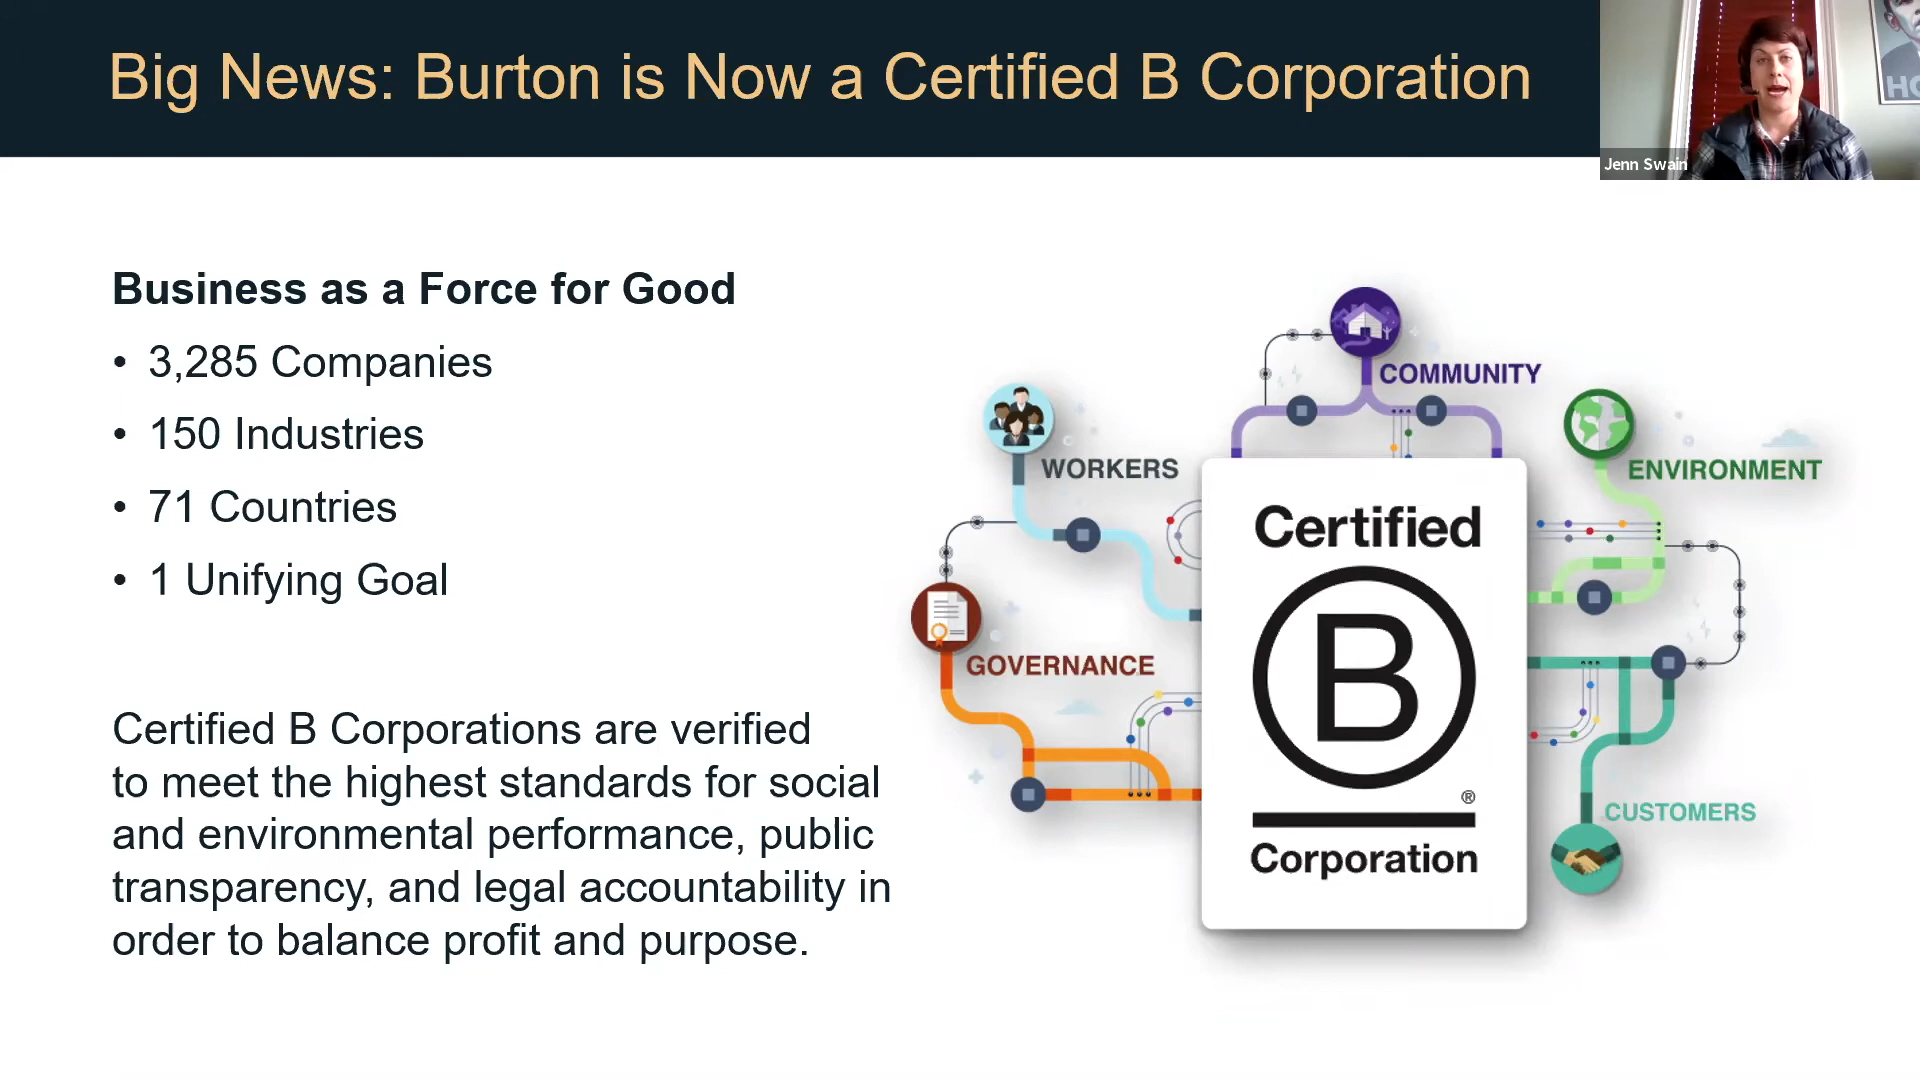 Big News: Burton is Now a Certified B Corporation
Jenn Swain
Business as a Force for Good
• 3,285 Companies
• 150 Industries
• 71 Countries
• 1 Unifying Goal
Certified B Corporations are verified
to meet the highest standards for social
and environmental performance, public
transparency, and legal accountability in
order to balance profit and purpose.
COMMUNITY
WORKERS
ENVIRONMENT
GOVERNANCE
CUSTOMERS
Certified
B
®
Corporation